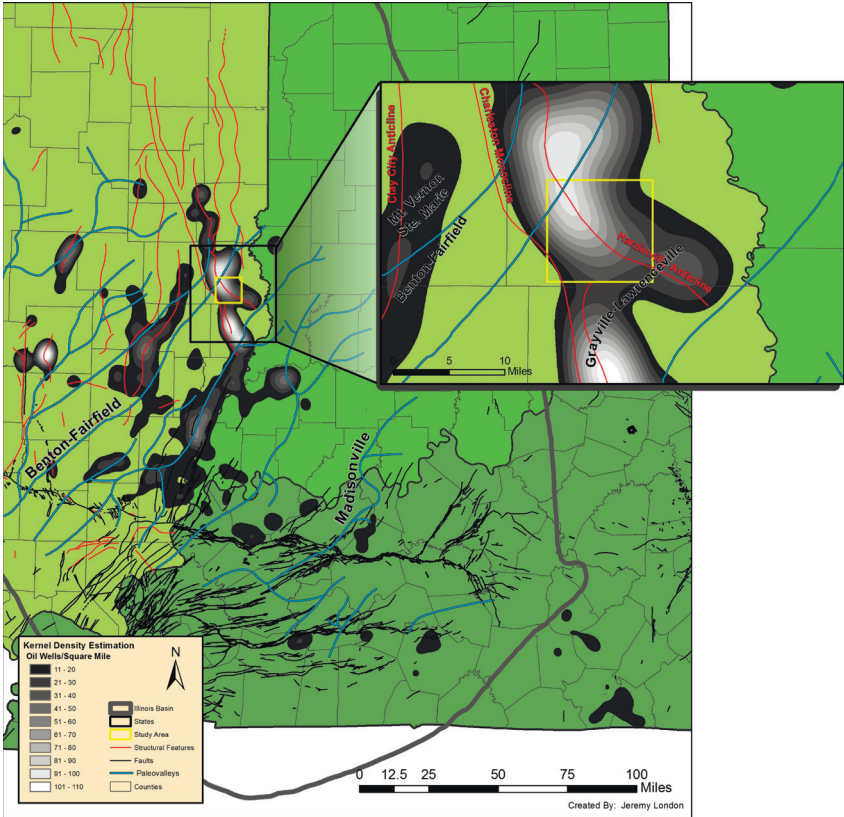 Clay City Anticline
Charleston Monocline
Mt. Vernon
Ste. Marie
Benton-Fairfield
Grayville-Lawrenceville
0 5 10
Miles
Benton-Fairfield
Madisonville
Kernel Density Estimation
Oil Wells/Square Mile
N
11 - 20
21 - 30
31 - 40
41 - 50
51 - 60
61 - 70
71 - 80
81 - 90
91 - 100
101 - 110
Illinois Basin
States
Study Area
Structural Features
Faults
Paleovalleys
Counties
0 12.5 25 50 75 100
Miles
Created By: Jeremy London